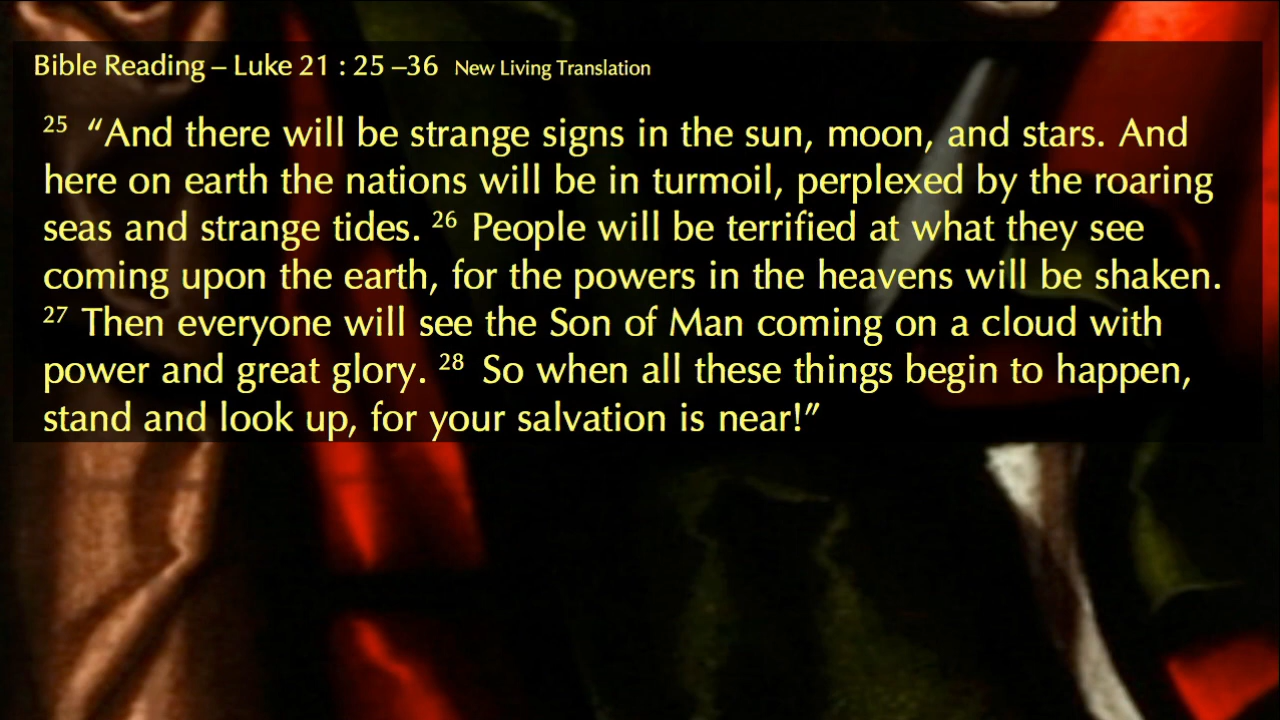 Bible Reading – Luke 21 : 25 –36 New Living Translation
25 “And there will be strange signs in the sun, moon, and stars. And
here on earth the nations will be in turmoil, perplexed by the roaring
seas and strange tides. 26 People will be terrified at what they see
coming upon the earth, for the powers in the heavens will be shaken.
27 Then everyone will see the Son of Man coming on a cloud with
power and great glory. 28 So when all these things begin to happen,
stand and look up, for your salvation is near!”